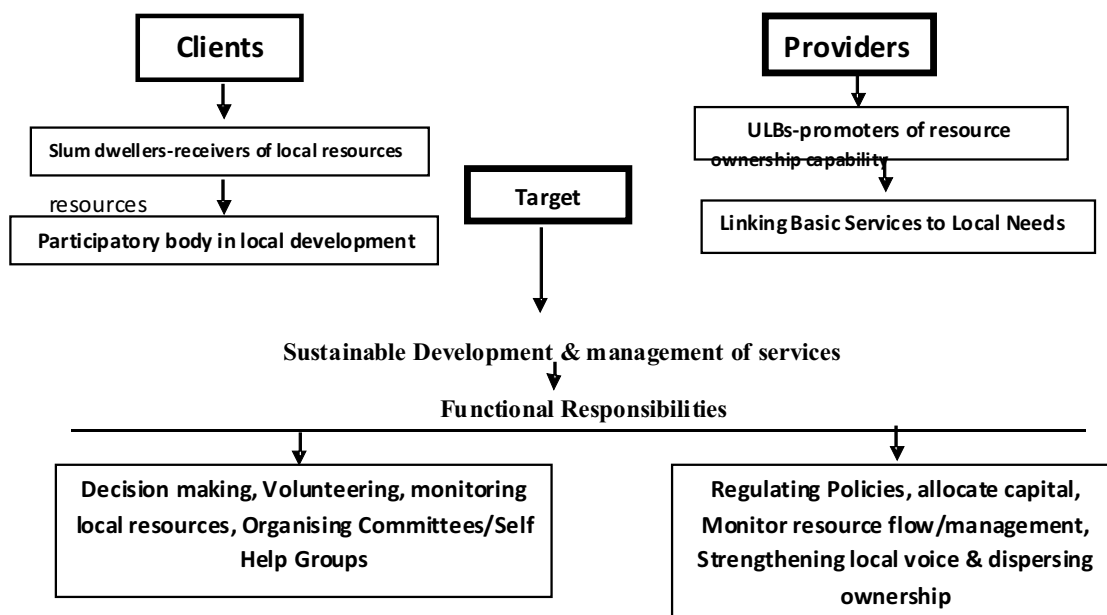 Clients
Providers
Slum dwellers-receivers of local resources
resources
Participatory body in local development
ULBs-promoters of resource
ownership capability
Linking Basic Services to Local Needs
Target
Sustainable Development & management of services
Functional Responsibilities
Decision making, Volunteering, monitoring
local resources, Organising Committees/Self
Help Groups
Regulating Policies, allocate capital,
Monitor resource flow/management,
Strengthening local voice & dispersing
ownership